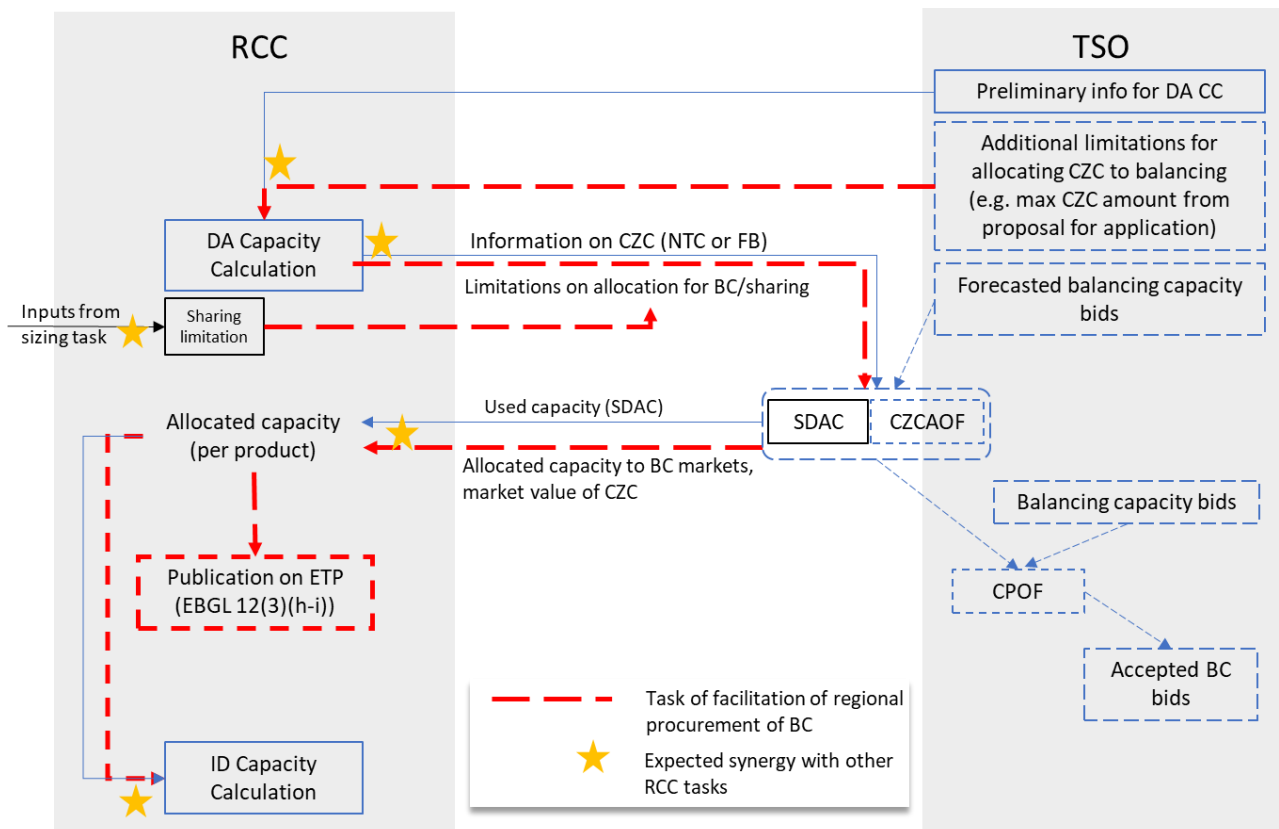 RCC
TSO
Preliminary info for DA CC
Additional limitations for
allocating CZC to balancing
(e.g. max CZC amount from
proposal for application)
DA Capacity
Calculation
Information on CZC (NTC or FB)
Limitations on allocation for BC/sharing
Forecasted balancing capacity
bids
Inputs from
sizing task
Sharing
limitation
Used capacity (SDAC)
SDAC
CZCAOF
Allocated capacity
(per product)
Allocated capacity to BC markets,
market value of CZC
Balancing capacity bids
Publication on ETP
(EBGL 12(3)(h-i))
CPOF
Accepted BC
bids
Task of facilitation of regional
procurement of BC
Expected synergy with other
RCC tasks
ID Capacity
Calculation